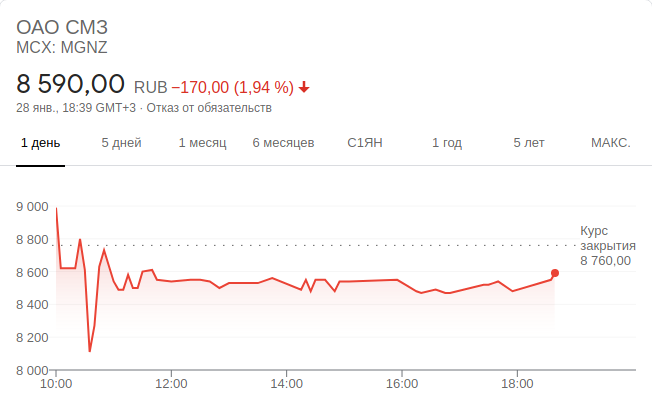 ОАО СМЗ
MCX: MGNZ
8 590,00 RUB −170,00 (1,94 %)
28 янв., 18:39 GMT+3 · Отказ от обязательств
1 день 5 дней 1 месяц 6 месяцев С1ЯН 1 год 5 лет МАКС.
9 000
8 800
8 600
8 400
8 200
8 000
Курс
закрытия
8 760,00
10:00 12:00 14:00 16:00 18:00